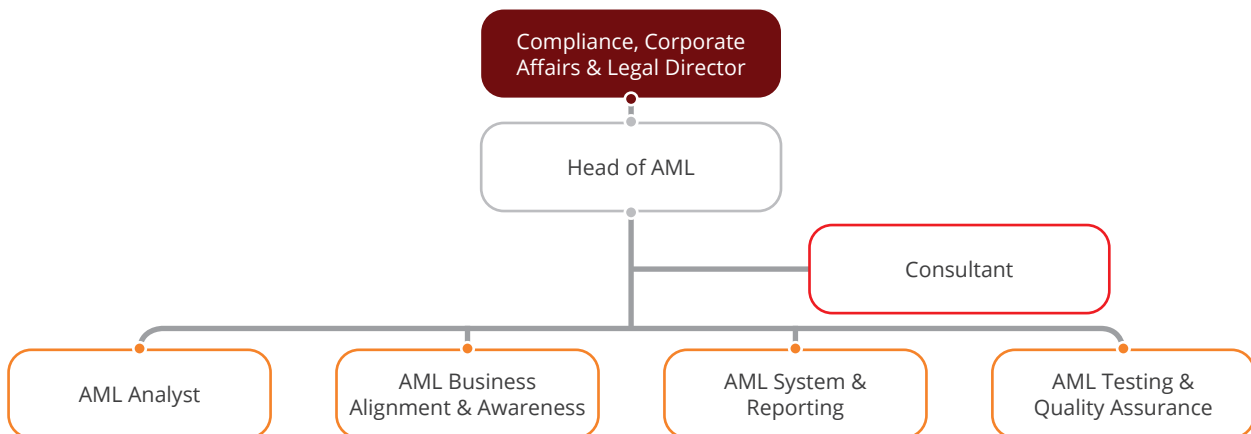 Compliance, Corporate
Affairs & Legal Director
Head of AML
Consultant
AML Analyst
AML Business
Alignment & Awareness
AML System &
Reporting
AML Testing &
Quality Assurance